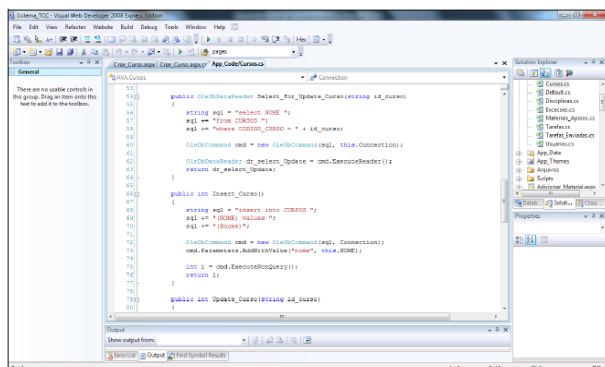 Sistema_TCC - Visual Web Developer 2008 Express Edition
File Edit View Refactor Website Build Debug Tools Window Help
pages
Toolbox
General
There are no usable controls in
this group. Drag an item onto this
text to add it to the toolbox.
Criar_Curso.aspx Criar_Curso.aspx.cs* App_Code/Cursos.cs
AVA.Cursos Connection
53
54 public OleDbDataReader Select_for_Update_Curso(string id_curso)
55 {
56 string sql = "select NOME ";
57 sql += "from CURSOS ";
58 sql += "where CODIGO_CURSO = " + id_curso;
59
60 OleDbCommand cmd = new OleDbCommand(sql, this.Connection);
61
62 OleDbDataReader dr_select_Update = cmd.ExecuteReader();
63 return dr_select_Update;
64 }
65
66 public int Insert_Curso()
67 {
68 string sql = "insert into CURSOS ";
69 sql += "(NOME) values ";
70 sql += "(@nome)";
71
72 OleDbCommand cmd = new OleDbCommand(sql, Connection);
73 cmd.Parameters.AddWithValue("nome", this.NOME);
74
75 int i = cmd.ExecuteNonQuery();
76 return i;
77 }
78
79 public int Update_Curso(string id_curso)
80 {
Output
Show output from:
Error List Output Find Symbol Results
Solution Explorer
Cursos.cs
Default.cs
Disciplinas.cs
Excecoes.cs
Materiais_Apoios.cs
Tarefas.cs
Tarefas_Enviadas.cs
Usuarios.cs
App_Data
App_Themes
Arquivos
Scripts
Adicionar Material.aspx
Datab... Soluti... Class...
Properties